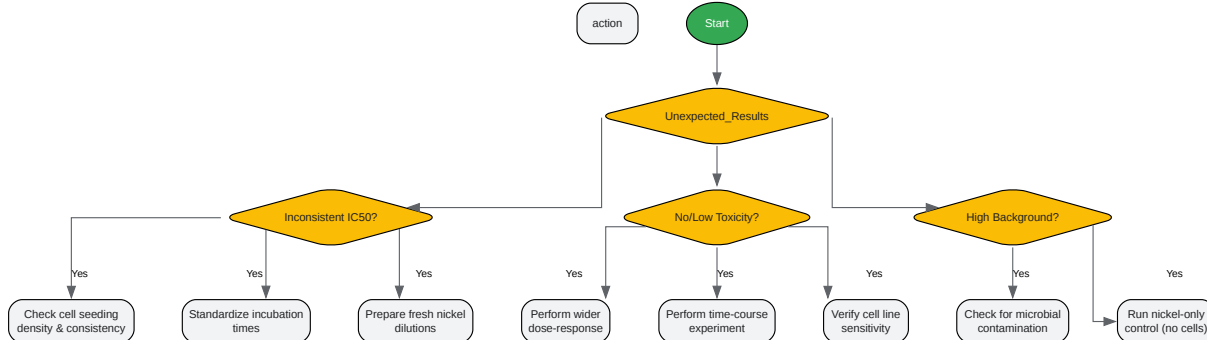 action
Start
Unexpected_Results
Inconsistent IC50?
No/Low Toxicity?
High Background?
Yes
Yes
Yes
Yes
Yes
Yes
Yes
Yes
Check cell seeding
density & consistency
Standardize incubation
times
Prepare fresh nickel
dilutions
Perform wider
dose-response
Perform time-course
experiment
Verify cell line
sensitivity
Check for microbial
contamination
Run nickel-only
control (no cells)